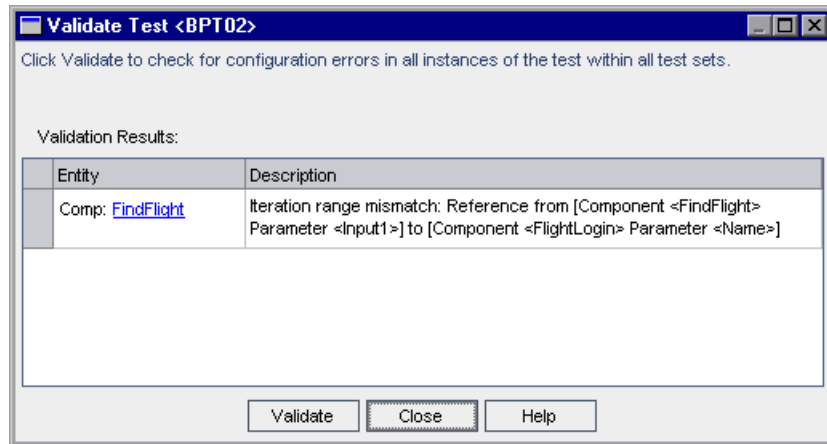 Validate Test <BPT02>
Click Validate to check for configuration errors in all instances of the test within all test sets.
Validation Results:
Entity Description
Comp: FindFlight Iteration range mismatch: Reference from [Component <FindFlight>
Parameter <Input1>] to [Component <FlightLogin> Parameter <Name>]
Validate Close Help